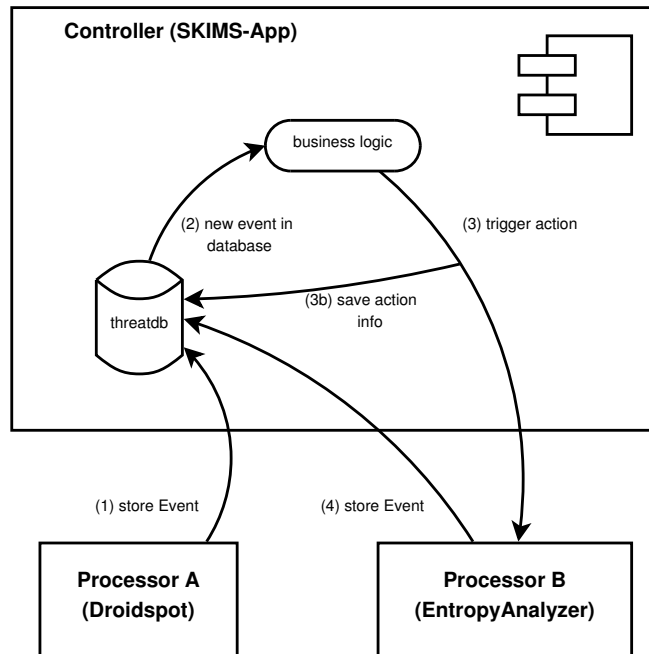 Controller (SKIMS-App)
business logic
(2) new event in
database
(3) trigger action
(3b) save action
info
threatdb
(1) store Event
(4) store Event
Processor A
(Droidspot)
Processor B
(EntropyAnalyzer)